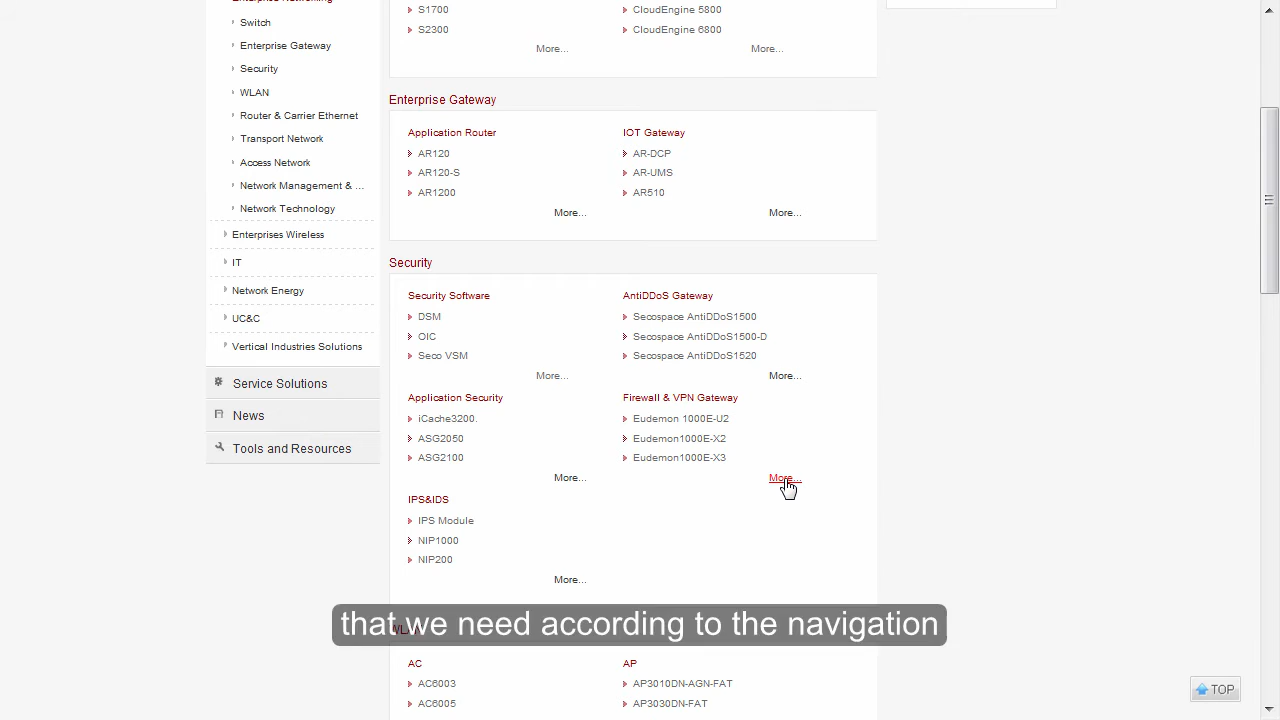 Switch
Enterprise Gateway
Security
WLAN
Router & Carrier Ethernet
Transport Network
Access Network
Network Management & ...
Network Technology
Enterprises Wireless
IT
Network Energy
UC&C
Vertical Industries Solutions
Service Solutions
News
Tools and Resources
S1700
S2300
More...
CloudEngine 5800
CloudEngine 6800
More...
Enterprise Gateway
Application Router
AR120
AR120-S
AR1200
More...
IOT Gateway
AR-DCP
AR-UMS
AR510
More...
Security
Security Software
DSM
OIC
Seco VSM
More...
AntiDDoS Gateway
Secospace AntiDDoS1500
Secospace AntiDDoS1500-D
Secospace AntiDDoS1520
More...
Application Security
iCache3200.
ASG2050
ASG2100
More...
Firewall & VPN Gateway
Eudemon 1000E-U2
Eudemon1000E-X2
Eudemon1000E-X3
More...
IPS&IDS
IPS Module
NIP1000
NIP200
More...
that we need according to the navigation
AC
AC6003
AC6005
AP
AP3010DN-AGN-FAT
AP3030DN-FAT
TOP